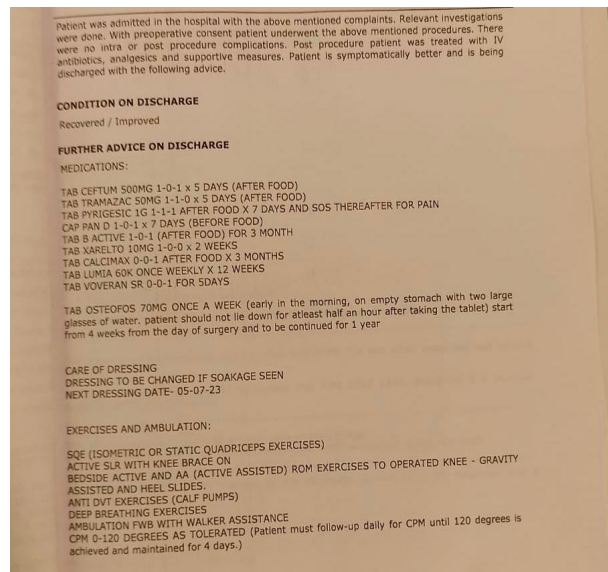 Patient was admitted in the hospital with the above mentioned complaints. Relevant investigations
were done. With preoperative consent patient underwent the above mentioned procedures. There
were no intra or post procedure complications. Post procedure patient was treated with IV
antibiotics, analgesics and supportive measures. Patient is symptomatically better and is being
discharged with the following advice.
CONDITION ON DISCHARGE
Recovered / Improved
FURTHER ADVICE ON DISCHARGE
MEDICATIONS:
TAB CEFTUM 500MG 1-0-1 x 5 DAYS (AFTER FOOD)
TAB TRAMAZAC 50MG 1-1-0 x 5 DAYS (AFTER FOOD)
TAB PYRIGESIC 1G 1-1-1 AFTER FOOD X 7 DAYS AND SOS THEREAFTER FOR PAIN
CAP PAN D 1-0-1 x 7 DAYS (BEFORE FOOD)
TAB B ACTIVE 1-0-1 (AFTER FOOD) FOR 3 MONTH
TAB XARELTO 10MG 1-0-0 x 2 WEEKS
TAB CALCIMAX 0-0-1 AFTER FOOD X 3 MONTHS
TAB LUMIA 60K ONCE WEEKLY X 12 WEEKS
TAB VOVERAN SR 0-0-1 FOR 5DAYS
TAB OSTEOFOS 70MG ONCE A WEEK (early in the morning, on empty stomach with two large
glasses of water. patient should not lie down for atleast half an hour after taking the tablet) start
from 4 weeks from the day of surgery and to be continued for 1 year
CARE OF DRESSING
DRESSING TO BE CHANGED IF SOAKAGE SEEN
NEXT DRESSING DATE- 05-07-23
EXERCISES AND AMBULATION:
SQE (ISOMETRIC OR STATIC QUADRICEPS EXERCISES)
ACTIVE SLR WITH KNEE BRACE ON
BEDSIDE ACTIVE AND AA (ACTIVE ASSISTED) ROM EXERCISES TO OPERATED KNEE - GRAVITY
ASSISTED AND HEEL SLIDES.
ANTI DVT EXERCISES (CALF PUMPS)
DEEP BREATHING EXERCISES
AMBULATION FWB WITH WALKER ASSISTANCE
CPM 0-120 DEGREES AS TOLERATED (Patient must follow-up daily for CPM until 120 degrees is
achieved and maintained for 4 days.)